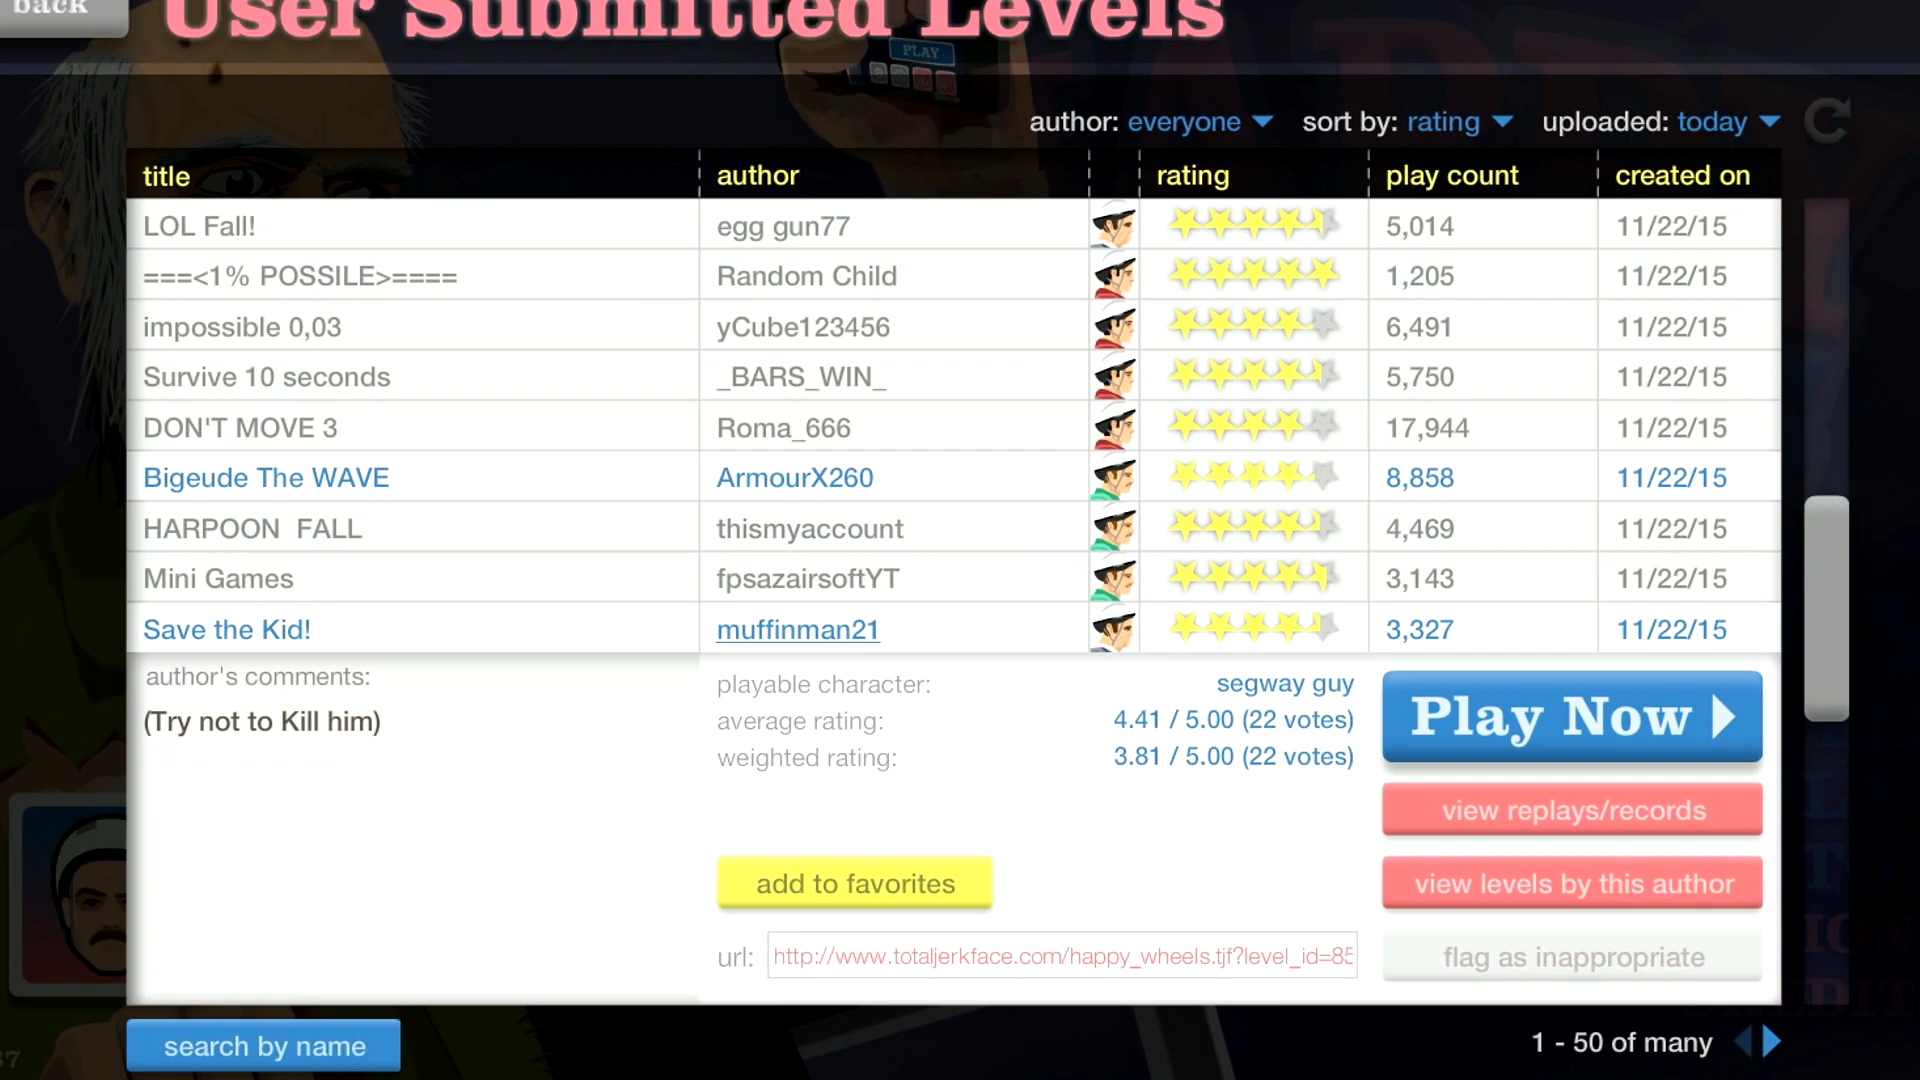 back
User Submitted Levels
PLAY
author: everyone sort by: rating uploaded: today
title author rating play count created on
LOL Fall! egg gun77 5,014 11/22/15
===<1% POSSILE>==== Random Child 1,205 11/22/15
impossible 0,03 yCube123456 6,491 11/22/15
Survive 10 seconds _BARS_WIN_ 5,750 11/22/15
DON'T MOVE 3 Roma_666 17,944 11/22/15
Bigeude The WAVE ArmourX260 8,858 11/22/15
HARPOON  FALL thismyaccount 4,469 11/22/15
Mini Games fpsazairsoftYT 3,143 11/22/15
Save the Kid! muffinman21 3,327 11/22/15
author's comments:
(Try not to Kill him)
playable character: segway guy
average rating: 4.41 / 5.00 (22 votes)
weighted rating: 3.81 / 5.00 (22 votes)
Play Now
view replays/records
add to favorites
view levels by this author
url: http://www.totaljerkface.com/happy_wheels.tjf?level_id=85
flag as inappropriate
search by name
1 - 50 of many